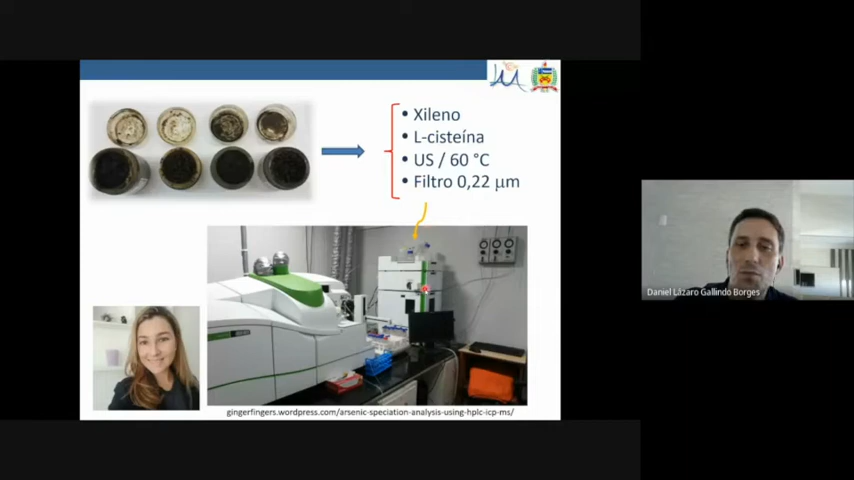 • Xileno
• L-cisteína
• US / 60 °C
• Filtro 0,22 μm
gingerfingers.wordpress.com/arsenic-speciation-analysis-using-hplc-icp-ms/
Daniel Lázaro Gallindo Borges